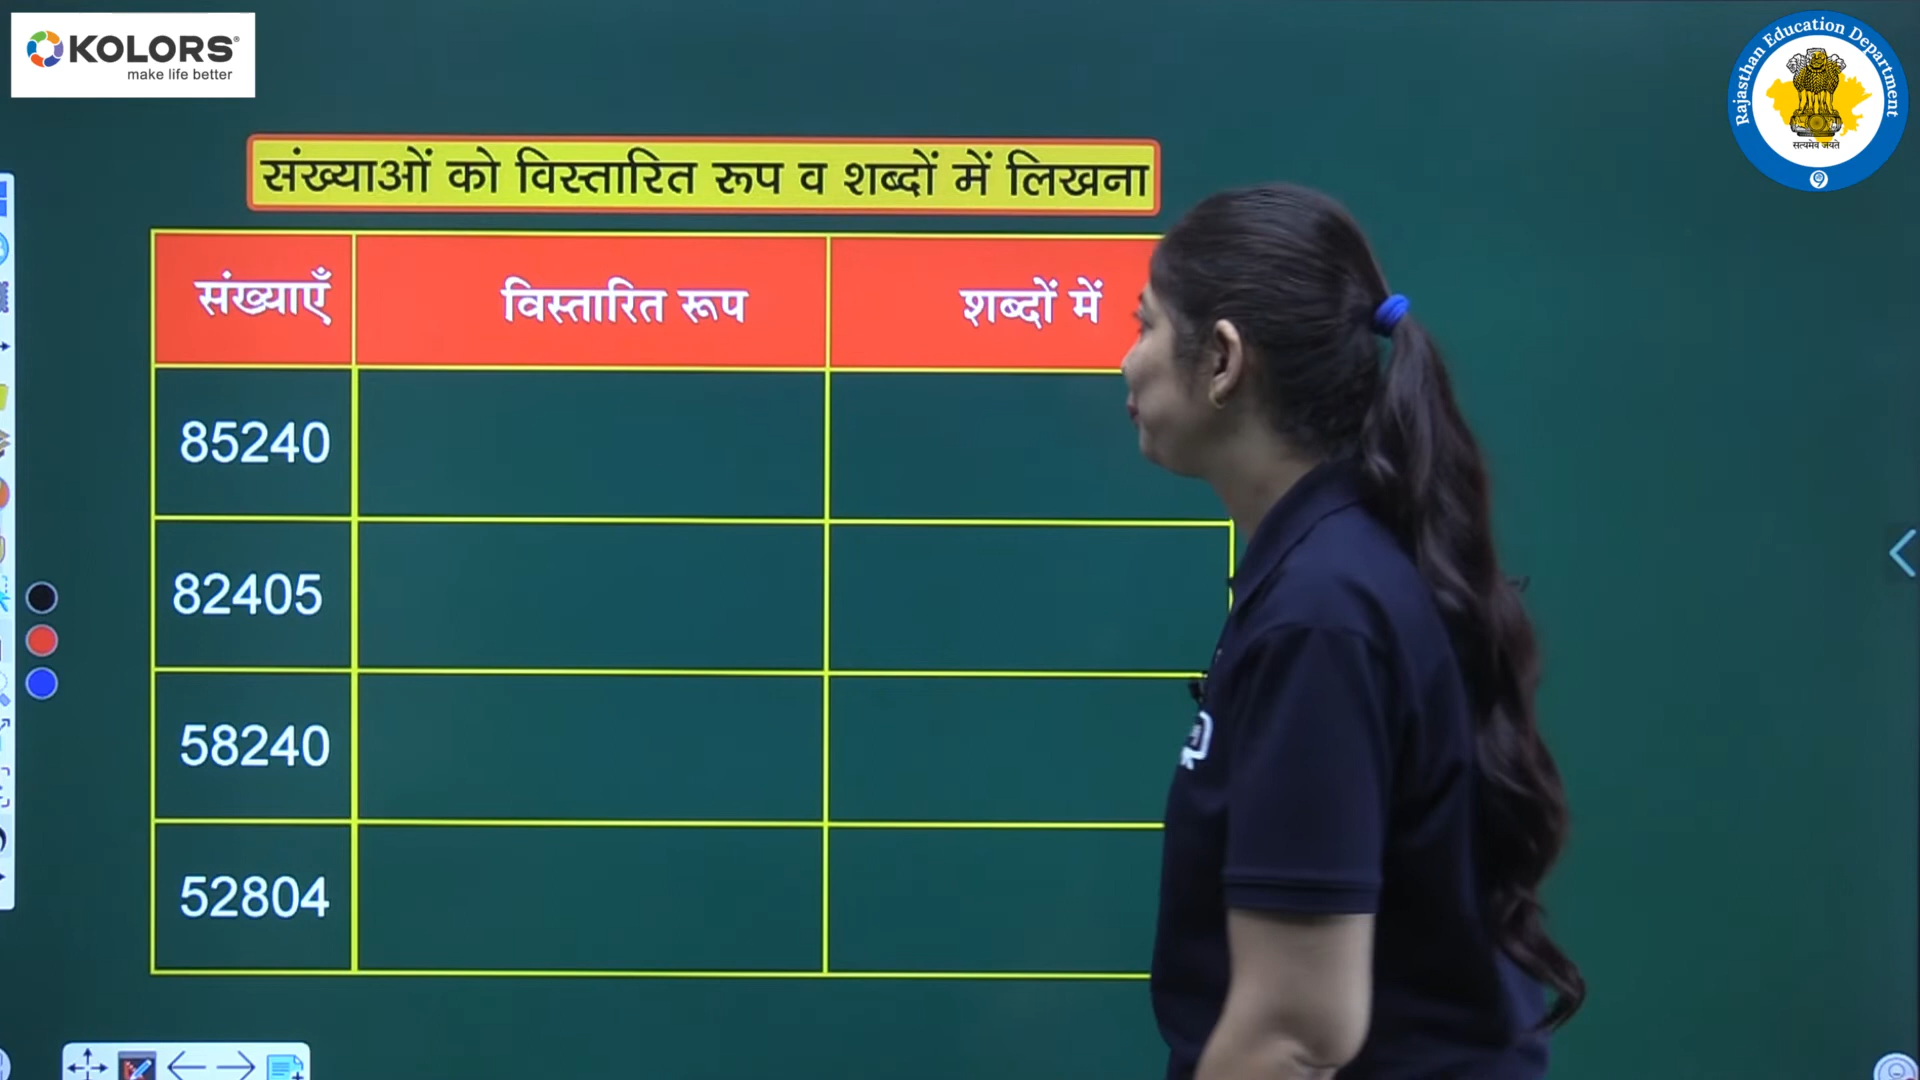 KOLORS®
make life better
Rajasthan Education Department
सत्यमेव जयते
संख्याओं को विस्तारित रूप व शब्दों में लिखना
संख्याएँ विस्तारित रूप शब्दों में
85240
82405
58240
52804